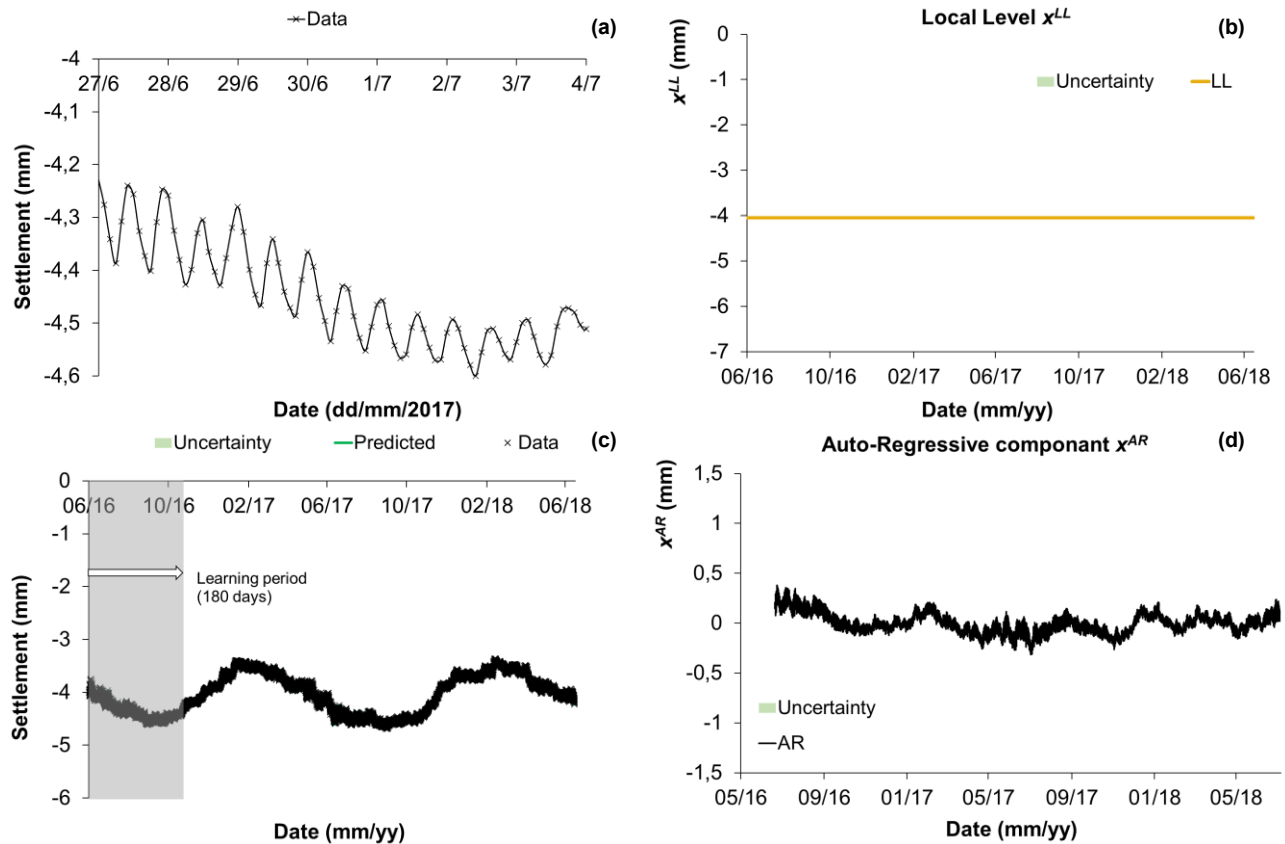 Data
(a)
-4
27/6 28/6 29/6 30/6 1/7 2/7 3/7 4/7
-4,1
-4,2
-4,3
-4,4
-4,5
-4,6
Settlement (mm)
Date (dd/mm/2017)
Local Level x^LL
(b)
0
-1
-2
-3
-4
-5
-6
-7
x^LL (mm)
Uncertainty LL
06/16 10/16 02/17 06/17 10/17 02/18 06/18
Date (mm/yy)
Uncertainty Predicted Data
(c)
0
06/16 10/16 02/17 06/17 10/17 02/18 06/18
-1
-2
-3
-4
-5
-6
Settlement (mm)
Learning period
(180 days)
Date (mm/yy)
Auto-Regressive componant x^AR
(d)
1,5
1
0,5
0
-0,5
-1
-1,5
x^AR (mm)
Uncertainty
AR
05/16 09/16 01/17 05/17 09/17 01/18 05/18
Date (mm/yy)